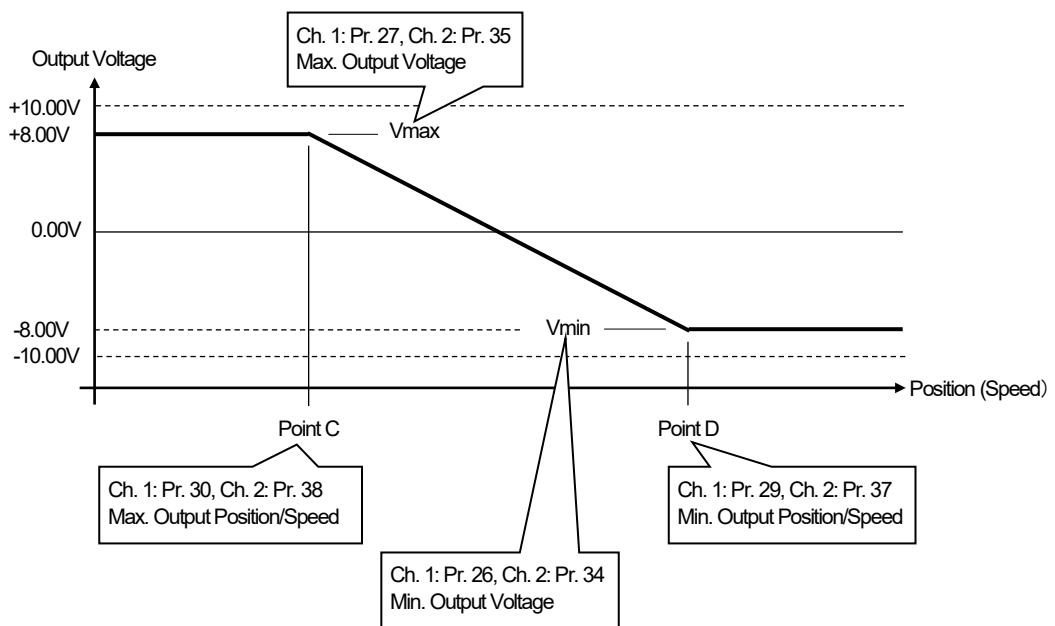 Ch. 1: Pr. 27, Ch. 2: Pr. 35
Max. Output Voltage
Output Voltage
+10.00V
+8.00V
Vmax
0.00V
-8.00V
Vmin
-10.00V
Position (Speed)
Point C
Point D
Ch. 1: Pr. 30, Ch. 2: Pr. 38
Max. Output Position/Speed
Ch. 1: Pr. 29, Ch. 2: Pr. 37
Min. Output Position/Speed
Ch. 1: Pr. 26, Ch. 2: Pr. 34
Min. Output Voltage